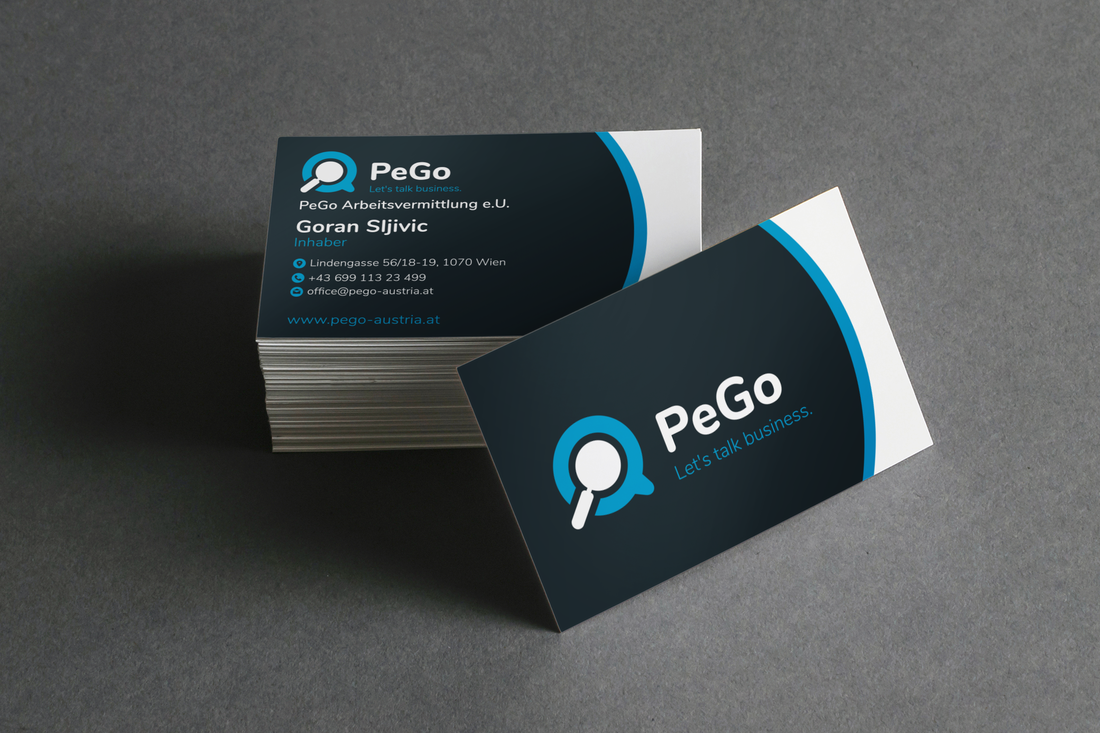 PeGo
Let's talk business.
PeGo Arbeitsvermittlung e.U.
Goran Sljivic
Inhaber
Lindengasse 56/18-19, 1070 Wien
+43 699 113 23 499
office@pego-austria.at
www.pego-austria.at
PeGo
Let's talk business.